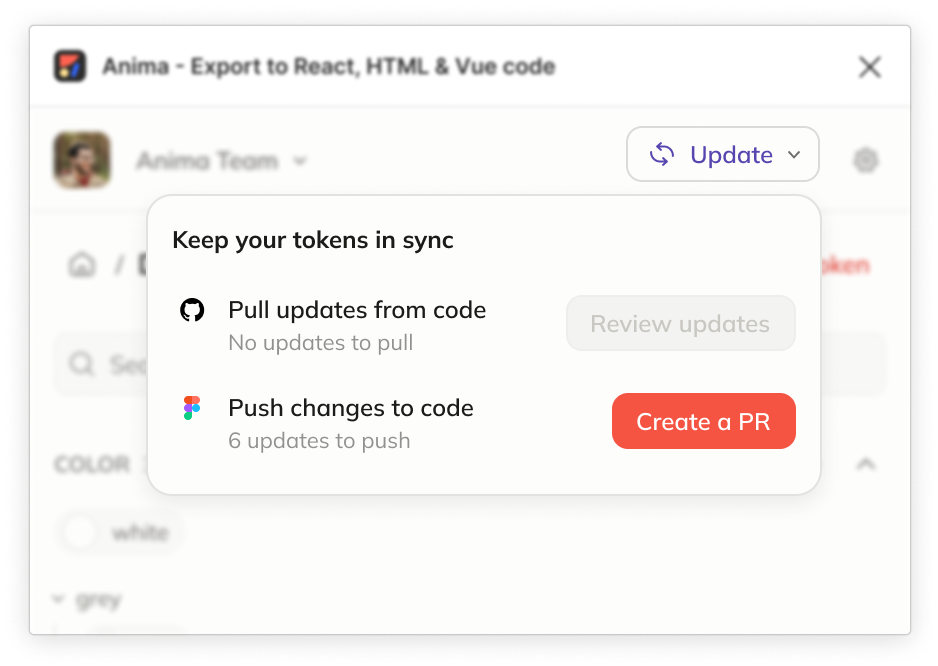 Anima - Export to React, HTML & Vue code
Anima Team
Update
Keep your tokens in sync
/
Pull updates from code
Review updates
No updates to pull
Push changes to code
Create a PR
6 updates to push
COLOR
white
grey